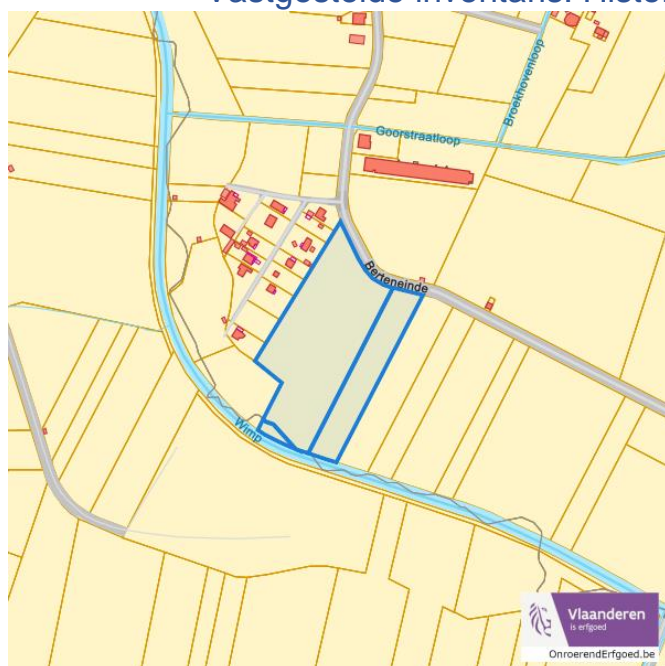 Vastgestelde Inventaris: Histor
Broekhovenloop
Goorstraatloop
Berteneinde
Wimp
Vlaanderen
is erfgoed
OnroerendErfgoed.be